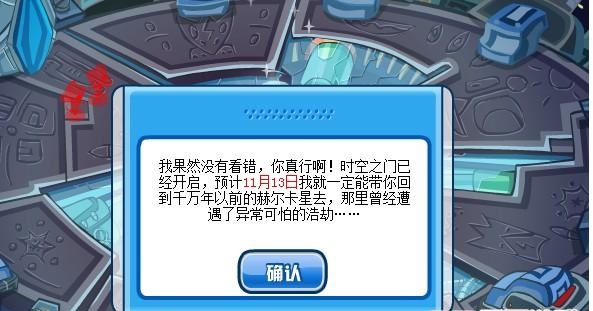 我果然没有看错，你真行啊！时空之门已
经开启，预计11月13日我就一定能带你回
到千万年以前的赫尔卡星去，那里曾经遭
遇了异常可怕的浩劫……
确认